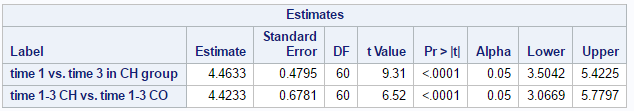 Estimates
Label Estimate Standard Error DF t Value Pr > |t| Alpha Lower Upper
time 1 vs. time 3 in CH group 4.4633 0.4795 60 9.31 <.0001 0.05 3.5042 5.4225
time 1-3 CH vs. time 1-3 CO 4.4233 0.6781 60 6.52 <.0001 0.05 3.0669 5.7797